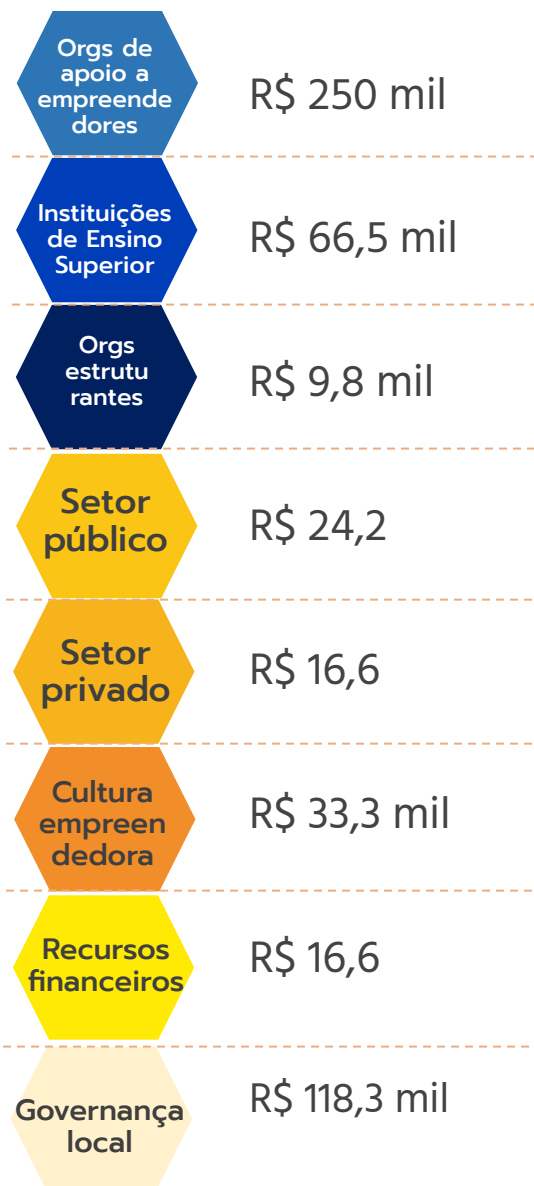 Orgs de
apoio a
empreende
dores
R$ 250 mil
Instituições
de Ensino
Superior
R$ 66,5 mil
Orgs
estrutu
rantes
R$ 9,8 mil
Setor
público
R$ 24,2
Setor
privado
R$ 16,6
Cultura
empreen
dedora
R$ 33,3 mil
Recursos
financeiros
R$ 16,6
Governança
local
R$ 118,3 mil